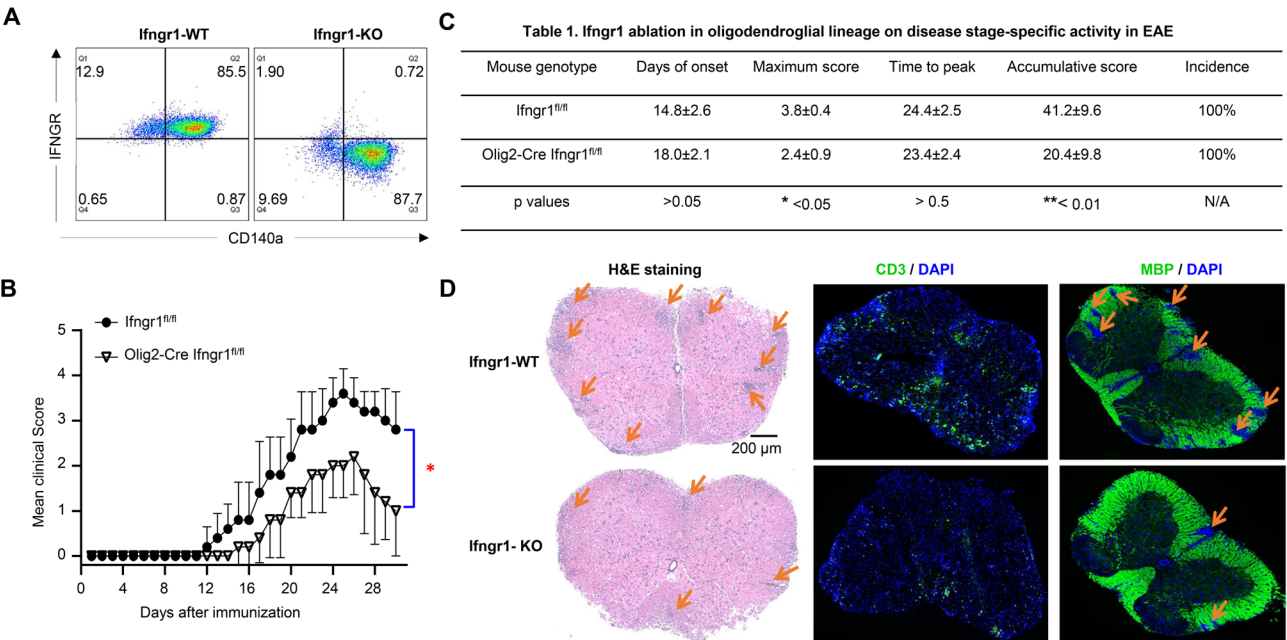 A
Ifngr1-WT
Ifngr1-KO
Q1
12.9
Q2
85.5
Q1
1.90
Q2
0.72
IFNGR
0.65
Q4
0.87
Q3
9.69
Q4
87.7
Q3
CD140a
B
Ifngr1fl/fl
Olig2-Cre Ifngr1fl/fl
Mean clinical Score
5
4
3
2
1
0
*
1 4 8 12 16 20 24 28
Days after immunization
C
Table 1. Ifngr1 ablation in oligodendroglial lineage on disease stage-specific activity in EAE
Mouse genotype Days of onset Maximum score Time to peak Accumulative score Incidence
Ifngr1fl/fl 14.8±2.6 3.8±0.4 24.4±2.5 41.2±9.6 100%
Olig2-Cre Ifngr1fl/fl 18.0±2.1 2.4±0.9 23.4±2.4 20.4±9.8 100%
p values >0.05 * <0.05 > 0.5 **< 0.01 N/A
D
H&E staining
CD3 / DAPI
MBP / DAPI
Ifngr1-WT
200 µm
Ifngr1- KO